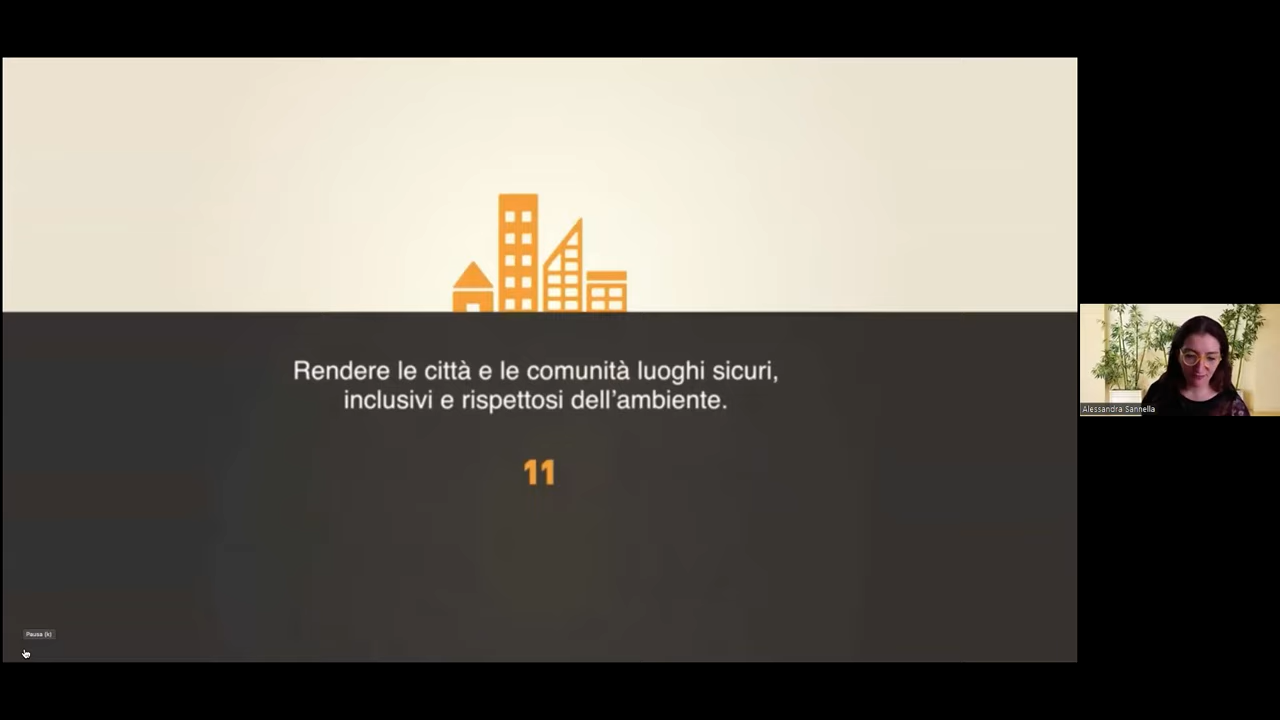 Rendere le città e le comunità luoghi sicuri,
inclusivi e rispettosi dell'ambiente.
11
Alessandra Sannella
Pausa (k)